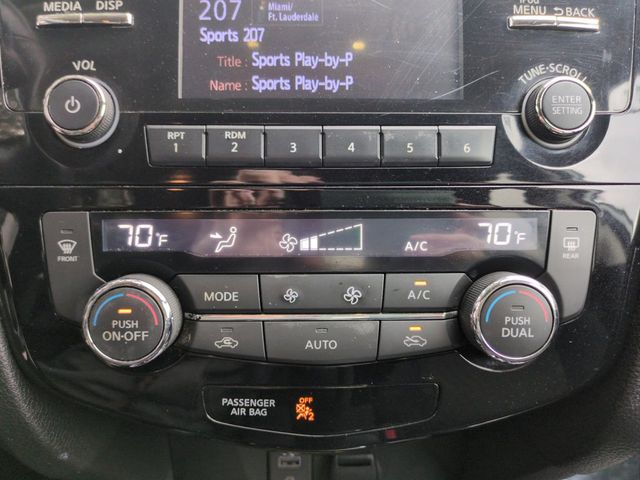 MEDIA DISP
MENU BACK
207 Miami/
Ft. Lauderdale
Sports 207
Title : Sports Play-by-P
Name : Sports Play-by-P
VOL
TUNE·SCROLL
ENTER
SETTING
RPT 1 RDM 2 3 4 5 6
70°F A/C 70°F
FRONT
REAR
MODE A/C
PUSH
ON·OFF
AUTO
PUSH
DUAL
PASSENGER
AIR BAG
OFF
2